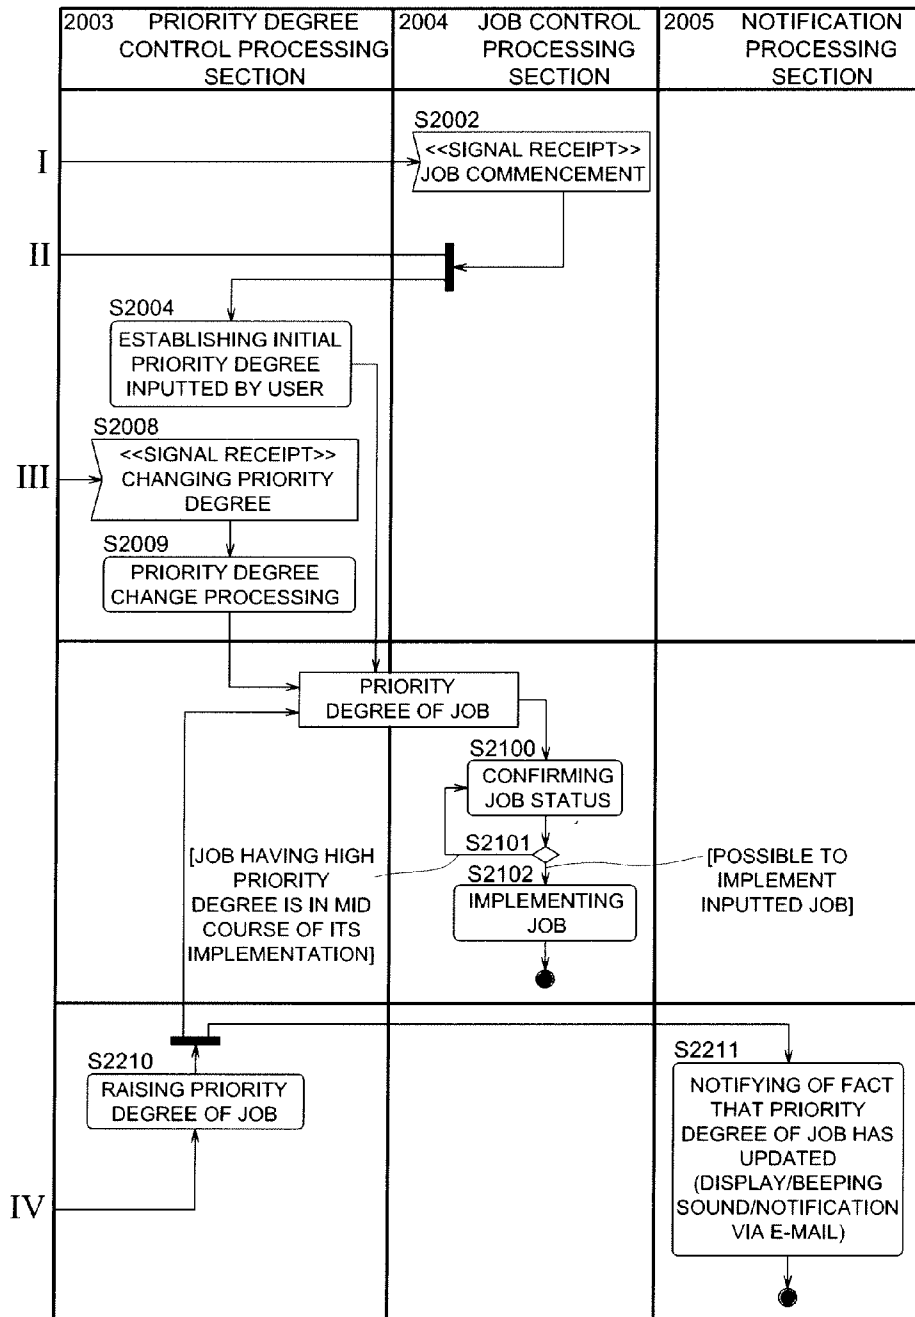 2003 PRIORITY DEGREE
CONTROL PROCESSING
SECTION
2004 JOB CONTROL
PROCESSING
SECTION
2005 NOTIFICATION
PROCESSING
SECTION
S2002
I
<<SIGNAL RECEIPT>>
JOB COMMENCEMENT
II
S2004
ESTABLISHING INITIAL
PRIORITY DEGREE
INPUTTED BY USER
S2008
III
<<SIGNAL RECEIPT>>
CHANGING PRIORITY
DEGREE
S2009
PRIORITY DEGREE
CHANGE PROCESSING
PRIORITY
DEGREE OF JOB
S2100
CONFIRMING
JOB STATUS
S2101
[JOB HAVING HIGH
PRIORITY
DEGREE IS IN MID
COURSE OF ITS
IMPLEMENTATION]
[POSSIBLE TO
IMPLEMENT
INPUTTED JOB]
S2102
IMPLEMENTING
JOB
S2210
RAISING PRIORITY
DEGREE OF JOB
S2211
NOTIFYING OF FACT
THAT PRIORITY
DEGREE OF JOB HAS
UPDATED
(DISPLAY/BEEPING
SOUND/NOTIFICATION
VIA E-MAIL)
IV